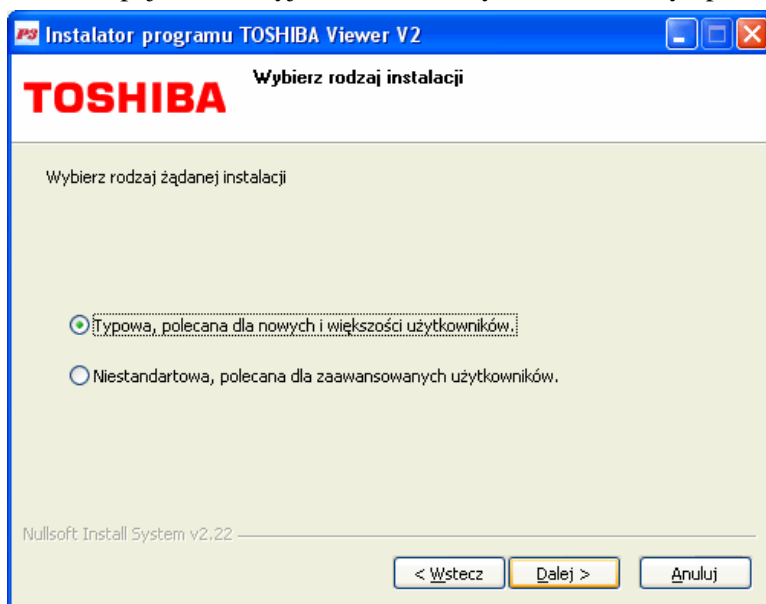 Instalator programu TOSHIBA Viewer V2
Wybierz rodzaj instalacji
TOSHIBA
Wybierz rodzaj żądanej instalacji
Typowa, polecana dla nowych i większości użytkowników.
Niestandartowa, polecana dla zaawansowanych użytkowników.
Nullsoft Install System v2.22
< Wstecz Dalej > Anuluj